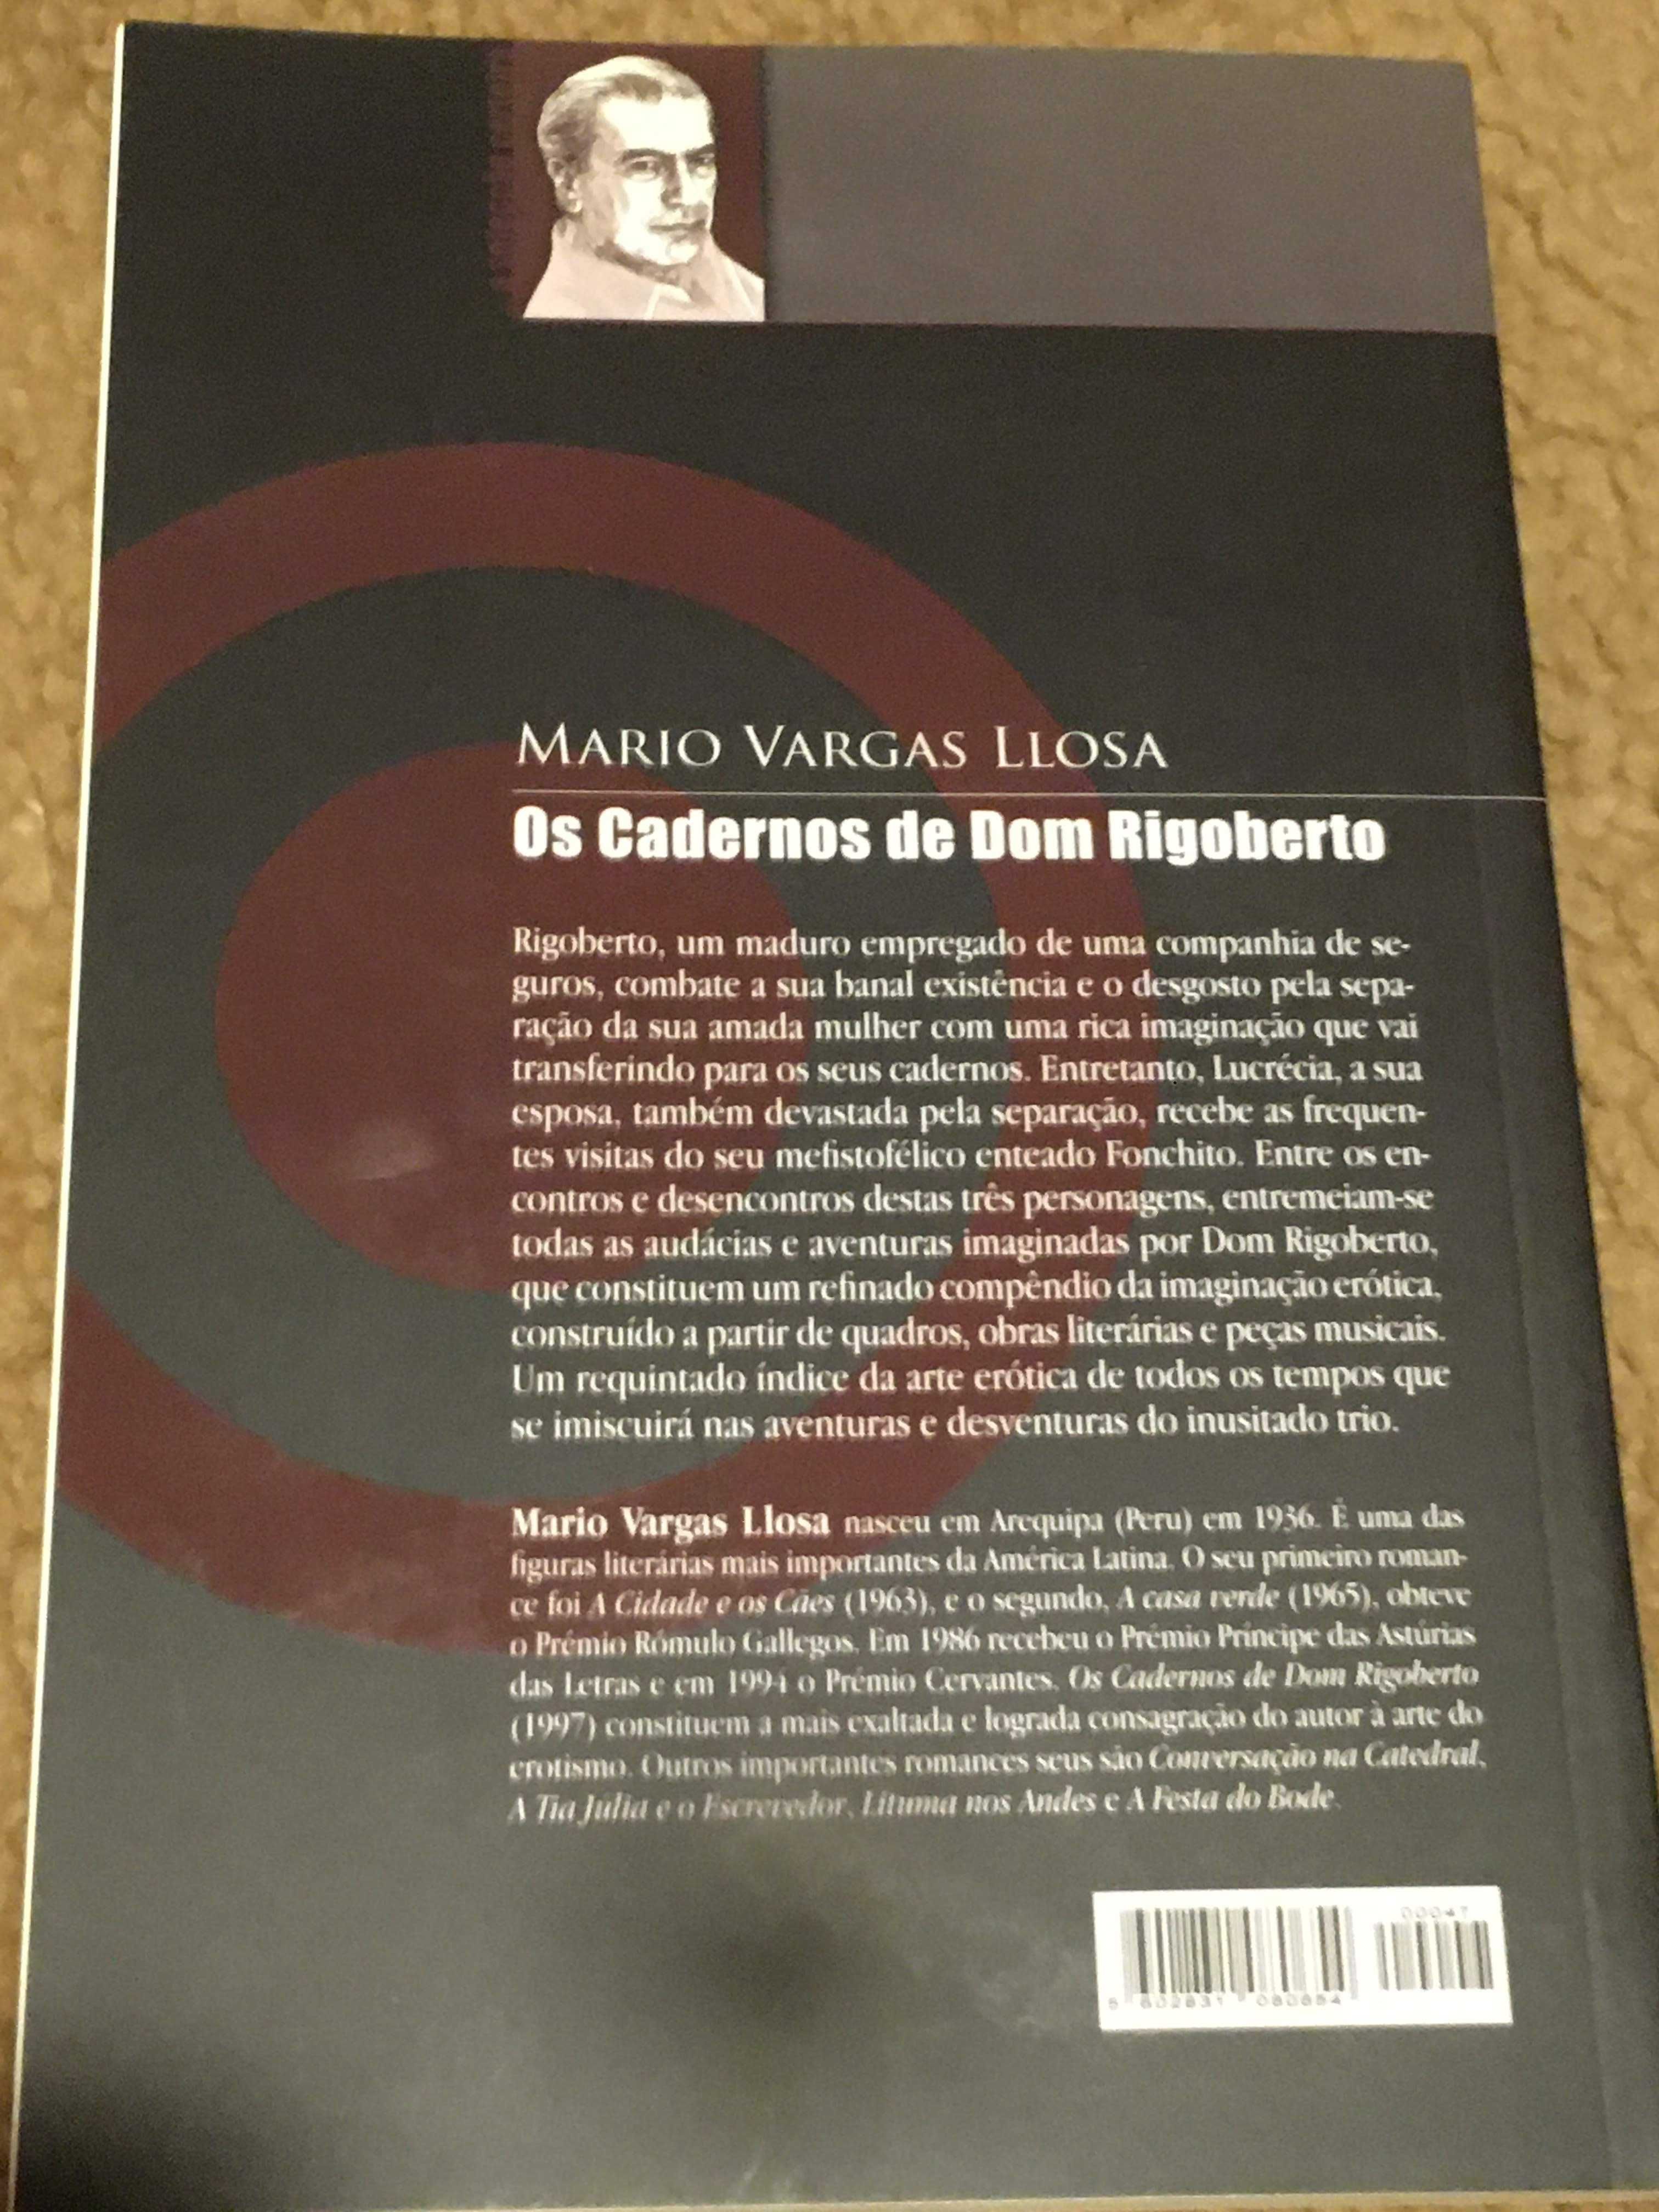 MARIO VARGAS LLOSA
Os Cadernos de Dom Rigoberto
Rigoberto, um maduro empregado de uma companhia de se-
guros, combate a sua banal existência e o desgosto pela sepa-
ração da sua amada mulher com uma rica imaginação que vai
transferindo para os seus cadernos. Entretanto, Lucrécia, a sua
esposa, também devastada pela separação, recebe as frequen-
tes visitas do seu mefistofélico enteado Fonchito. Entre os en-
contros e desencontros destas três personagens, entremeiam-se
todas as audácias e aventuras imaginadas por Dom Rigoberto,
que constituem um refinado compêndio da imaginação erótica,
construído a partir de quadros, obras literárias e peças musicais.
Um requintado índice da arte erótica de todos os tempos que
se imiscuirá nas aventuras e desventuras do inusitado trio.
Mario Vargas Llosa nasceu em Arequipa (Peru) em 1936. É uma das
figuras literárias mais importantes da América Latina. O seu primeiro roman-
ce foi A Cidade e os Cães (1963), e o segundo, A casa verde (1965), obteve
o Prémio Rómulo Gallegos. Em 1986 recebeu o Prémio Príncipe das Astúrias
das Letras e em 1994 o Prémio Cervantes. Os Cadernos de Dom Rigoberto
(1997) constituem a mais exaltada e lograda consagração do autor à arte do
erotismo. Outros importantes romances seus são Conversação na Catedral,
A Tia Julia e o Escrevedor, Lituma nos Andes e A Festa do Bode.
00047
5 602831 080854